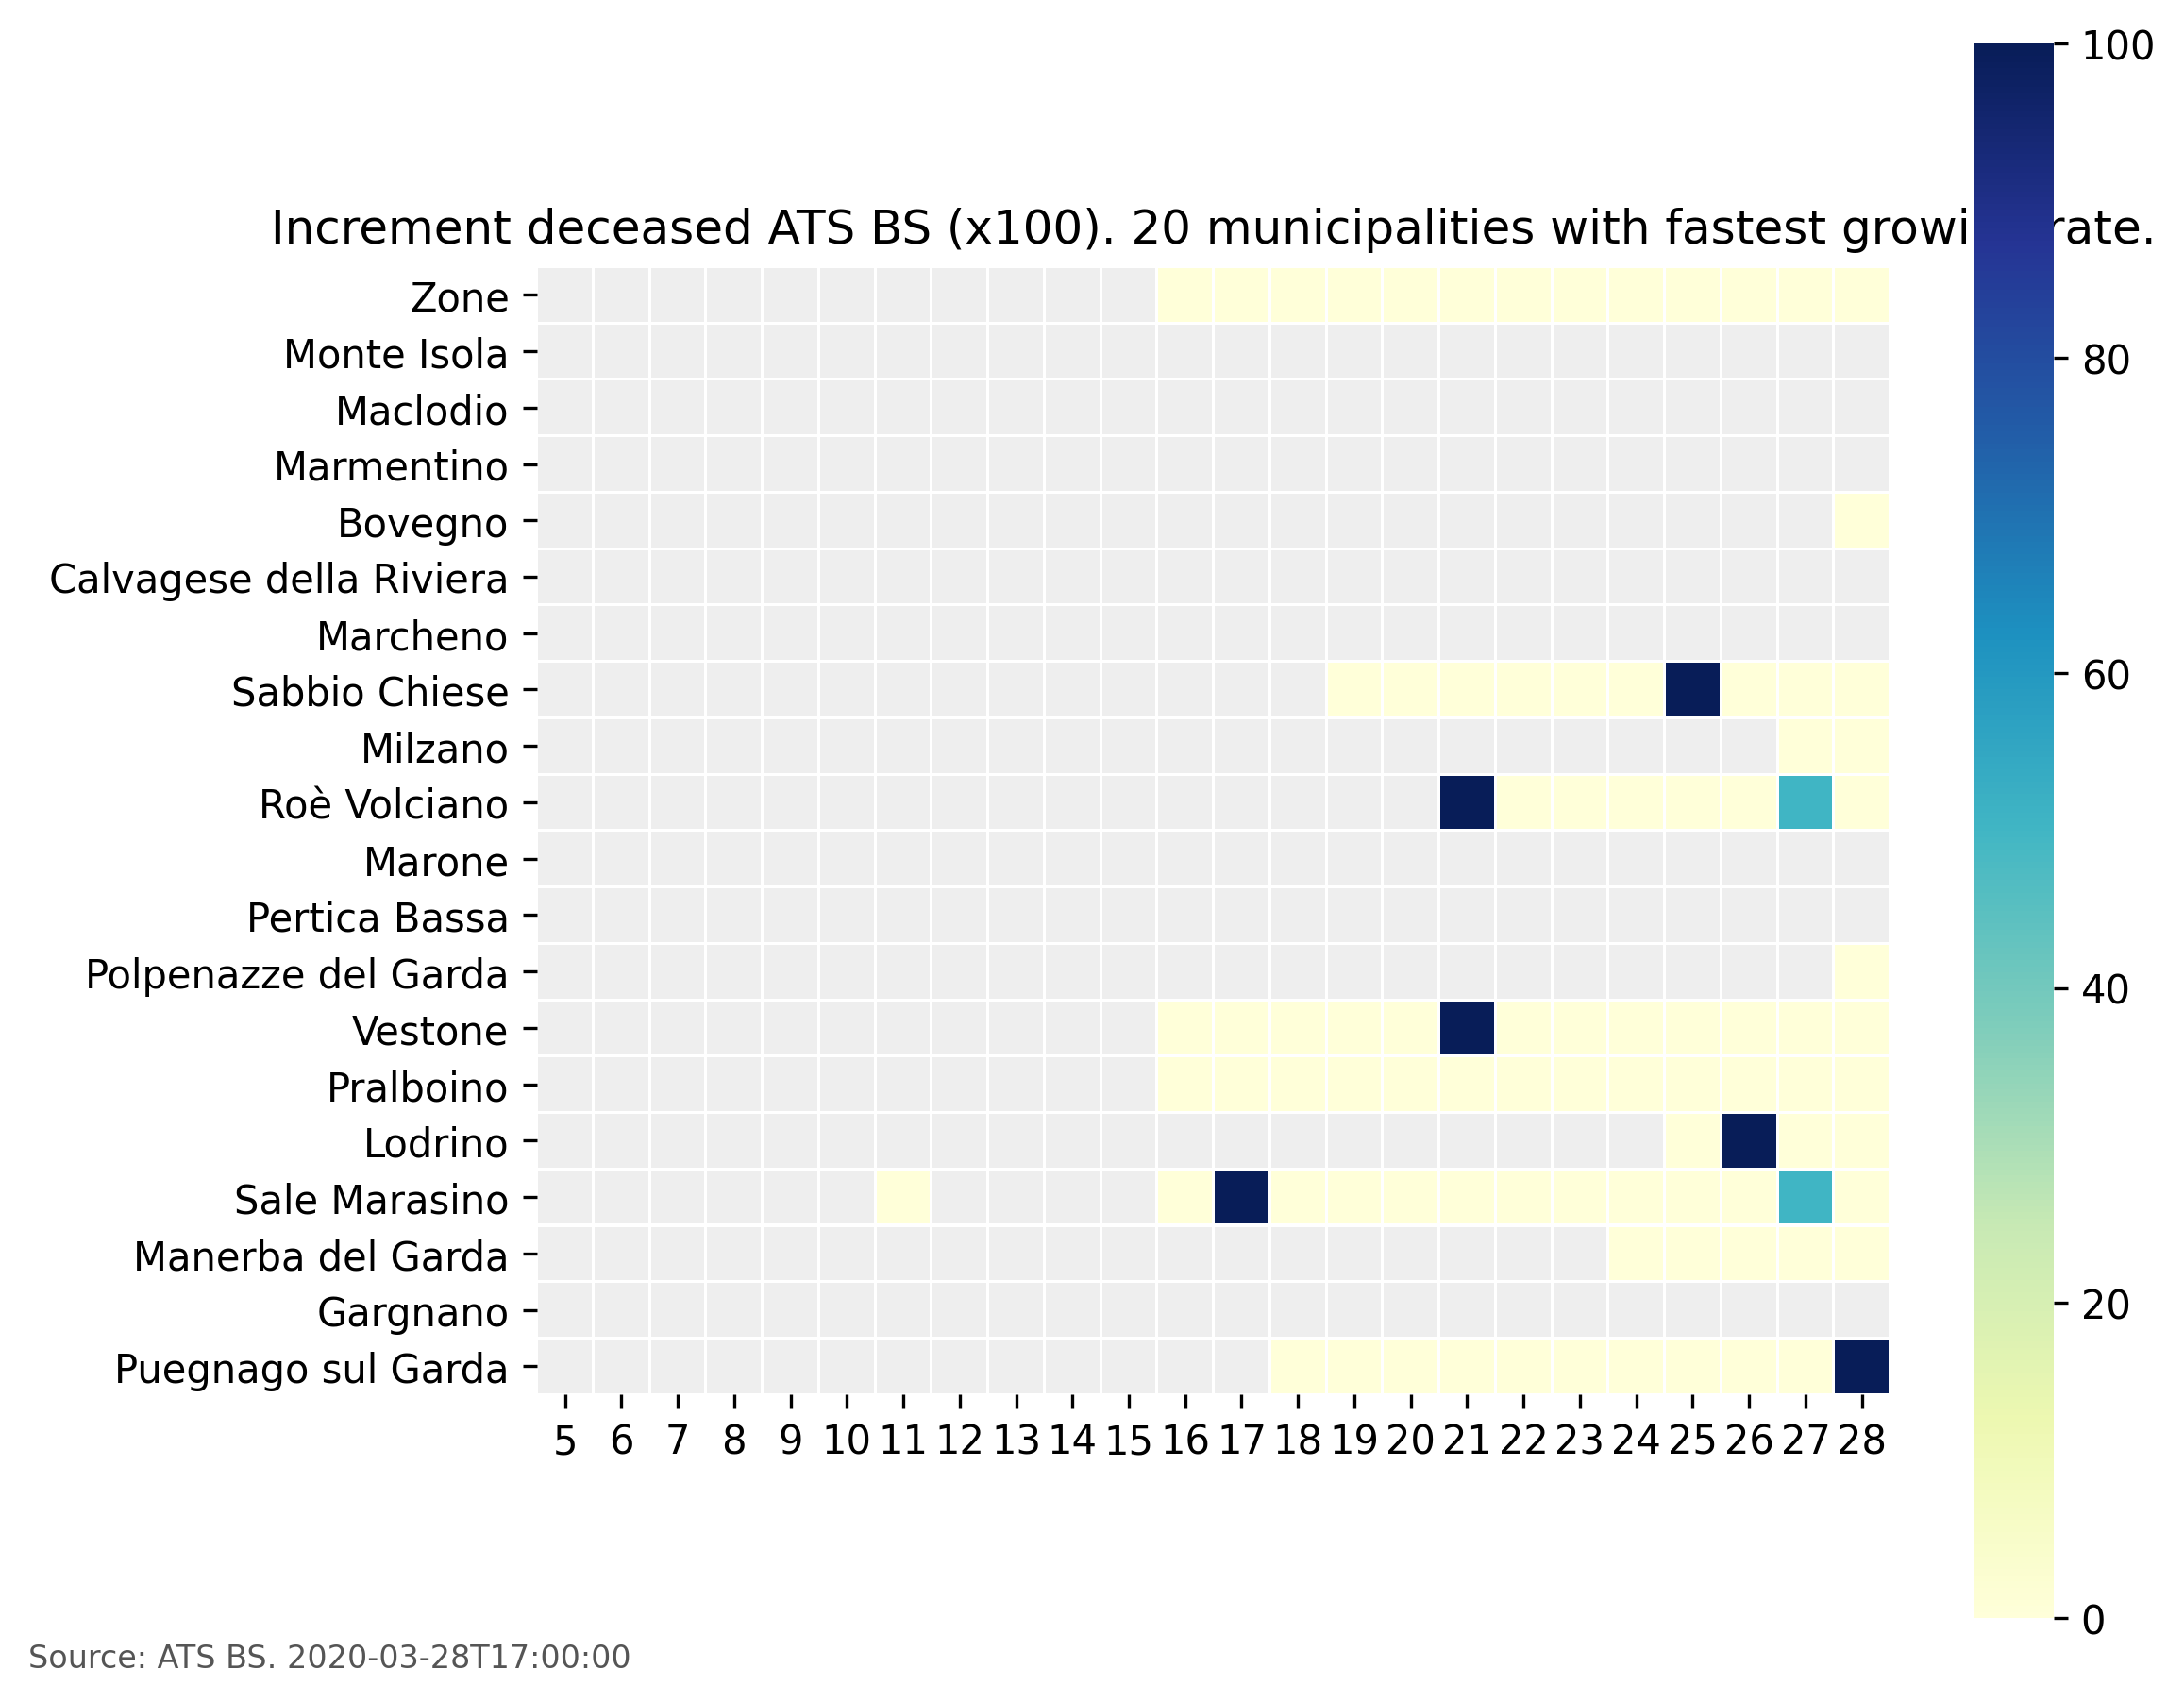 Increment deceased ATS BS (x100). 20 municipalities with fastest growi rate.
Zone
Monte Isola
Maclodio
Marmentino
Bovegno
Calvagese della Riviera
Marcheno
Sabbio Chiese
Milzano
Roè Volciano
Marone
Pertica Bassa
Polpenazze del Garda
Vestone
Pralboino
Lodrino
Sale Marasino
Manerba del Garda
Gargnano
Puegnago sul Garda
5 6 7 8 9 10 11 12 13 14 15 16 17 18 19 20 21 22 23 24 25 26 27 28
100
80
60
40
20
0
Source: ATS BS. 2020-03-28T17:00:00